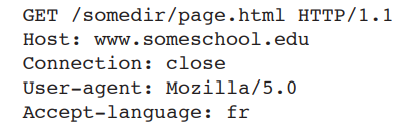 GET /somedir/page.html HTTP/1.1
Host: www.someschool.edu
Connection: close
User-agent: Mozilla/5.0
Accept-language: fr